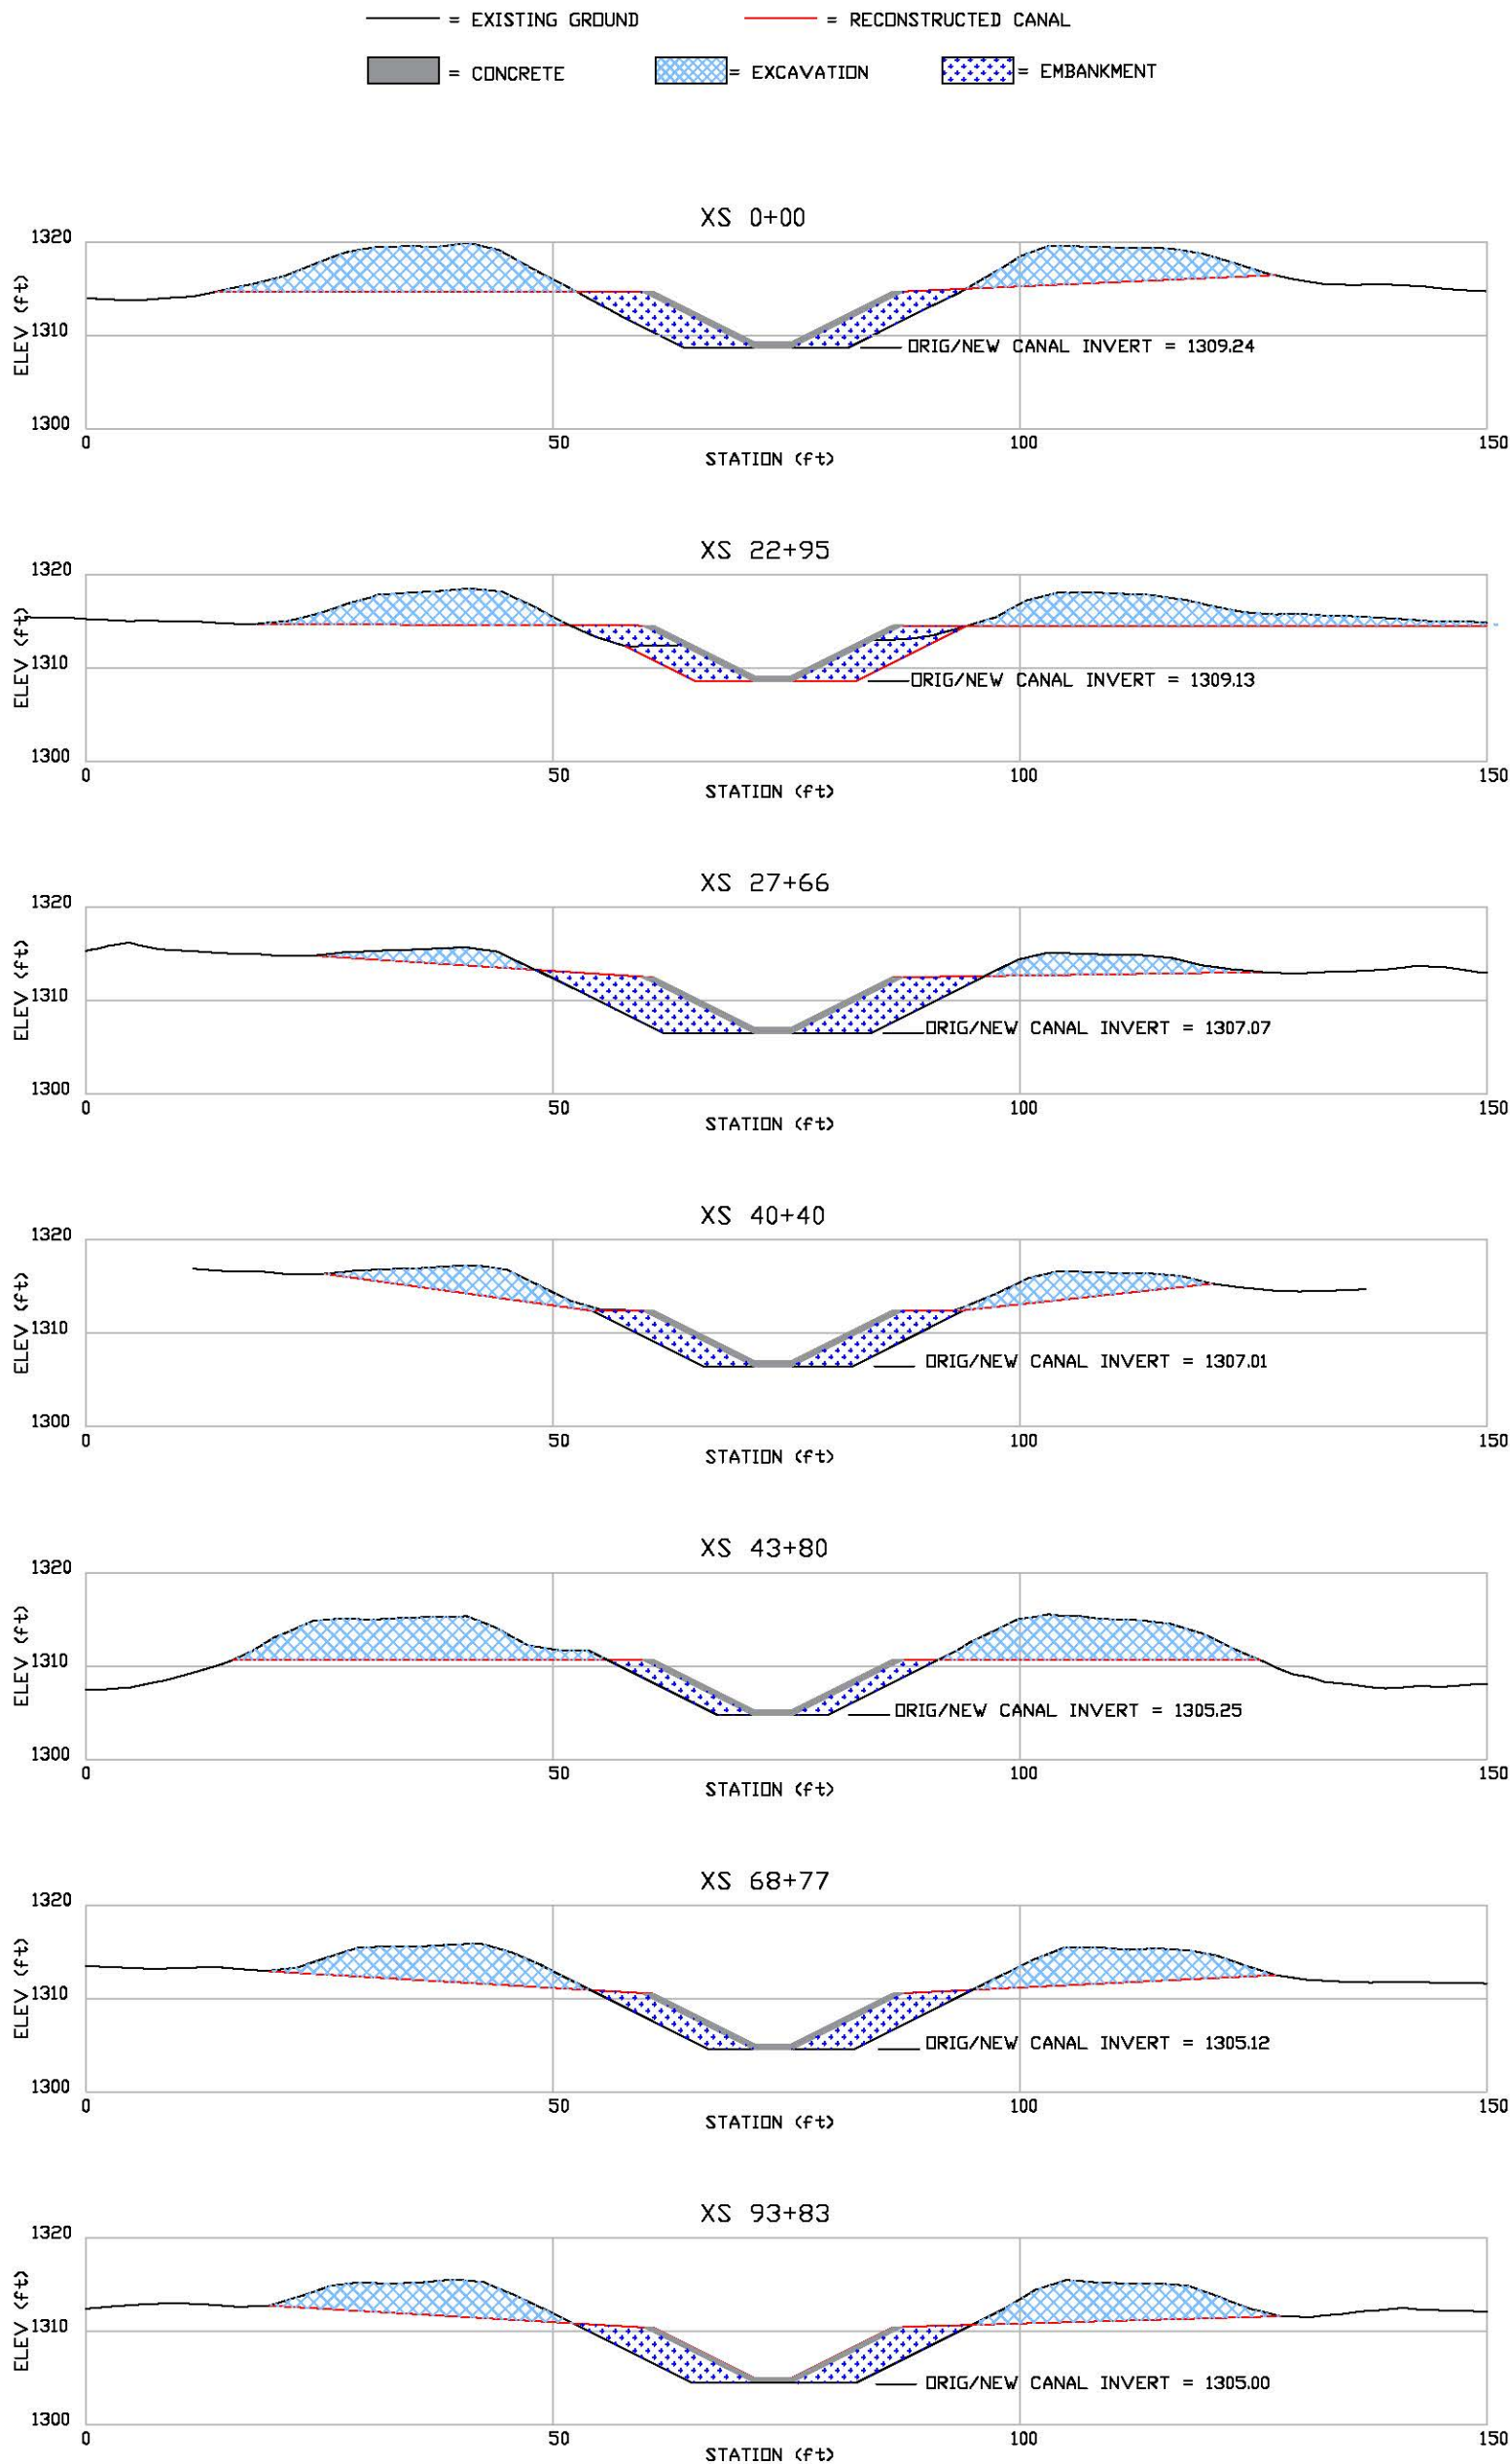 = EXISTING GROUND
= RECONSTRUCTED CANAL
= CONCRETE
= EXCAVATION
= EMBANKMENT
XS 0+00
1320
1310
1300
ELEV (ft)
ORIG/NEW CANAL INVERT = 1309.24
0 50 100 150
STATION (ft)
XS 22+95
1320
1310
1300
ELEV (ft)
ORIG/NEW CANAL INVERT = 1309.13
0 50 100 150
STATION (ft)
XS 27+66
1320
1310
1300
ELEV (ft)
ORIG/NEW CANAL INVERT = 1307.07
0 50 100 150
STATION (ft)
XS 40+40
1320
1310
1300
ELEV (ft)
ORIG/NEW CANAL INVERT = 1307.01
0 50 100 150
STATION (ft)
XS 43+80
1320
1310
1300
ELEV (ft)
ORIG/NEW CANAL INVERT = 1305.25
0 50 100 150
STATION (ft)
XS 68+77
1320
1310
1300
ELEV (ft)
ORIG/NEW CANAL INVERT = 1305.12
0 50 100 150
STATION (ft)
XS 93+83
1320
1310
1300
ELEV (ft)
ORIG/NEW CANAL INVERT = 1305.00
0 50 100 150
STATION (ft)